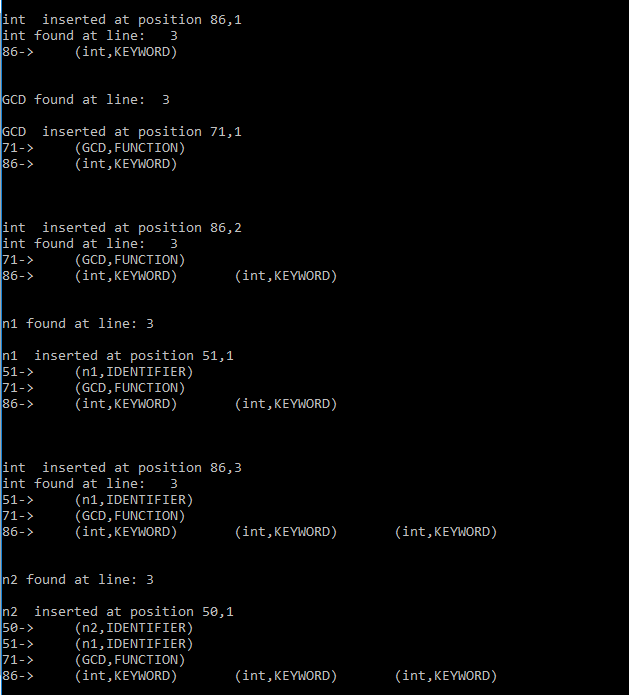 int  inserted at position 86,1
int found at line:   3
86->     (int,KEYWORD)
GCD found at line:  3
GCD  inserted at position 71,1
71->     (GCD,FUNCTION)
86->     (int,KEYWORD)
int  inserted at position 86,2
int found at line:   3
71->     (GCD,FUNCTION)
86->     (int,KEYWORD)       (int,KEYWORD)
n1 found at line: 3
n1  inserted at position 51,1
51->     (n1,IDENTIFIER)
71->     (GCD,FUNCTION)
86->     (int,KEYWORD)       (int,KEYWORD)
int  inserted at position 86,3
int found at line:   3
51->     (n1,IDENTIFIER)
71->     (GCD,FUNCTION)
86->     (int,KEYWORD)       (int,KEYWORD)       (int,KEYWORD)
n2 found at line: 3
n2  inserted at position 50,1
50->     (n2,IDENTIFIER)
51->     (n1,IDENTIFIER)
71->     (GCD,FUNCTION)
86->     (int,KEYWORD)       (int,KEYWORD)       (int,KEYWORD)